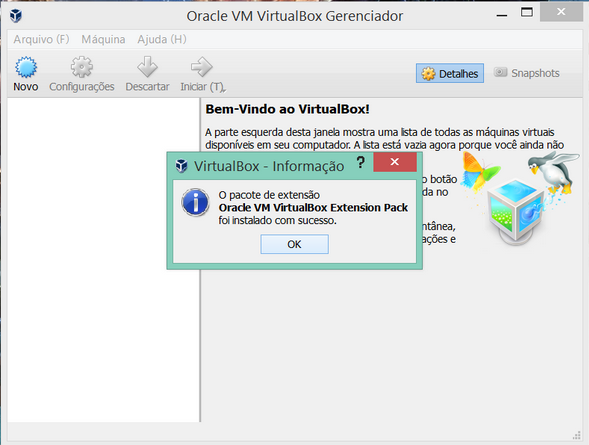 Oracle VM VirtualBox Gerenciador
Arquivo (F) Máquina Ajuda (H)
Novo Configurações Descartar Iniciar (T) Detalhes Snapshots
Bem-Vindo ao VirtualBox!
A parte esquerda desta janela mostra uma lista de todas as máquinas virtuais
disponíveis em seu computador. A lista está vazia agora porque você ainda não
o botão
da no
ntânea,
ações e
VirtualBox - Informação ?
O pacote de extensão
Oracle VM VirtualBox Extension Pack
foi instalado com sucesso.
OK